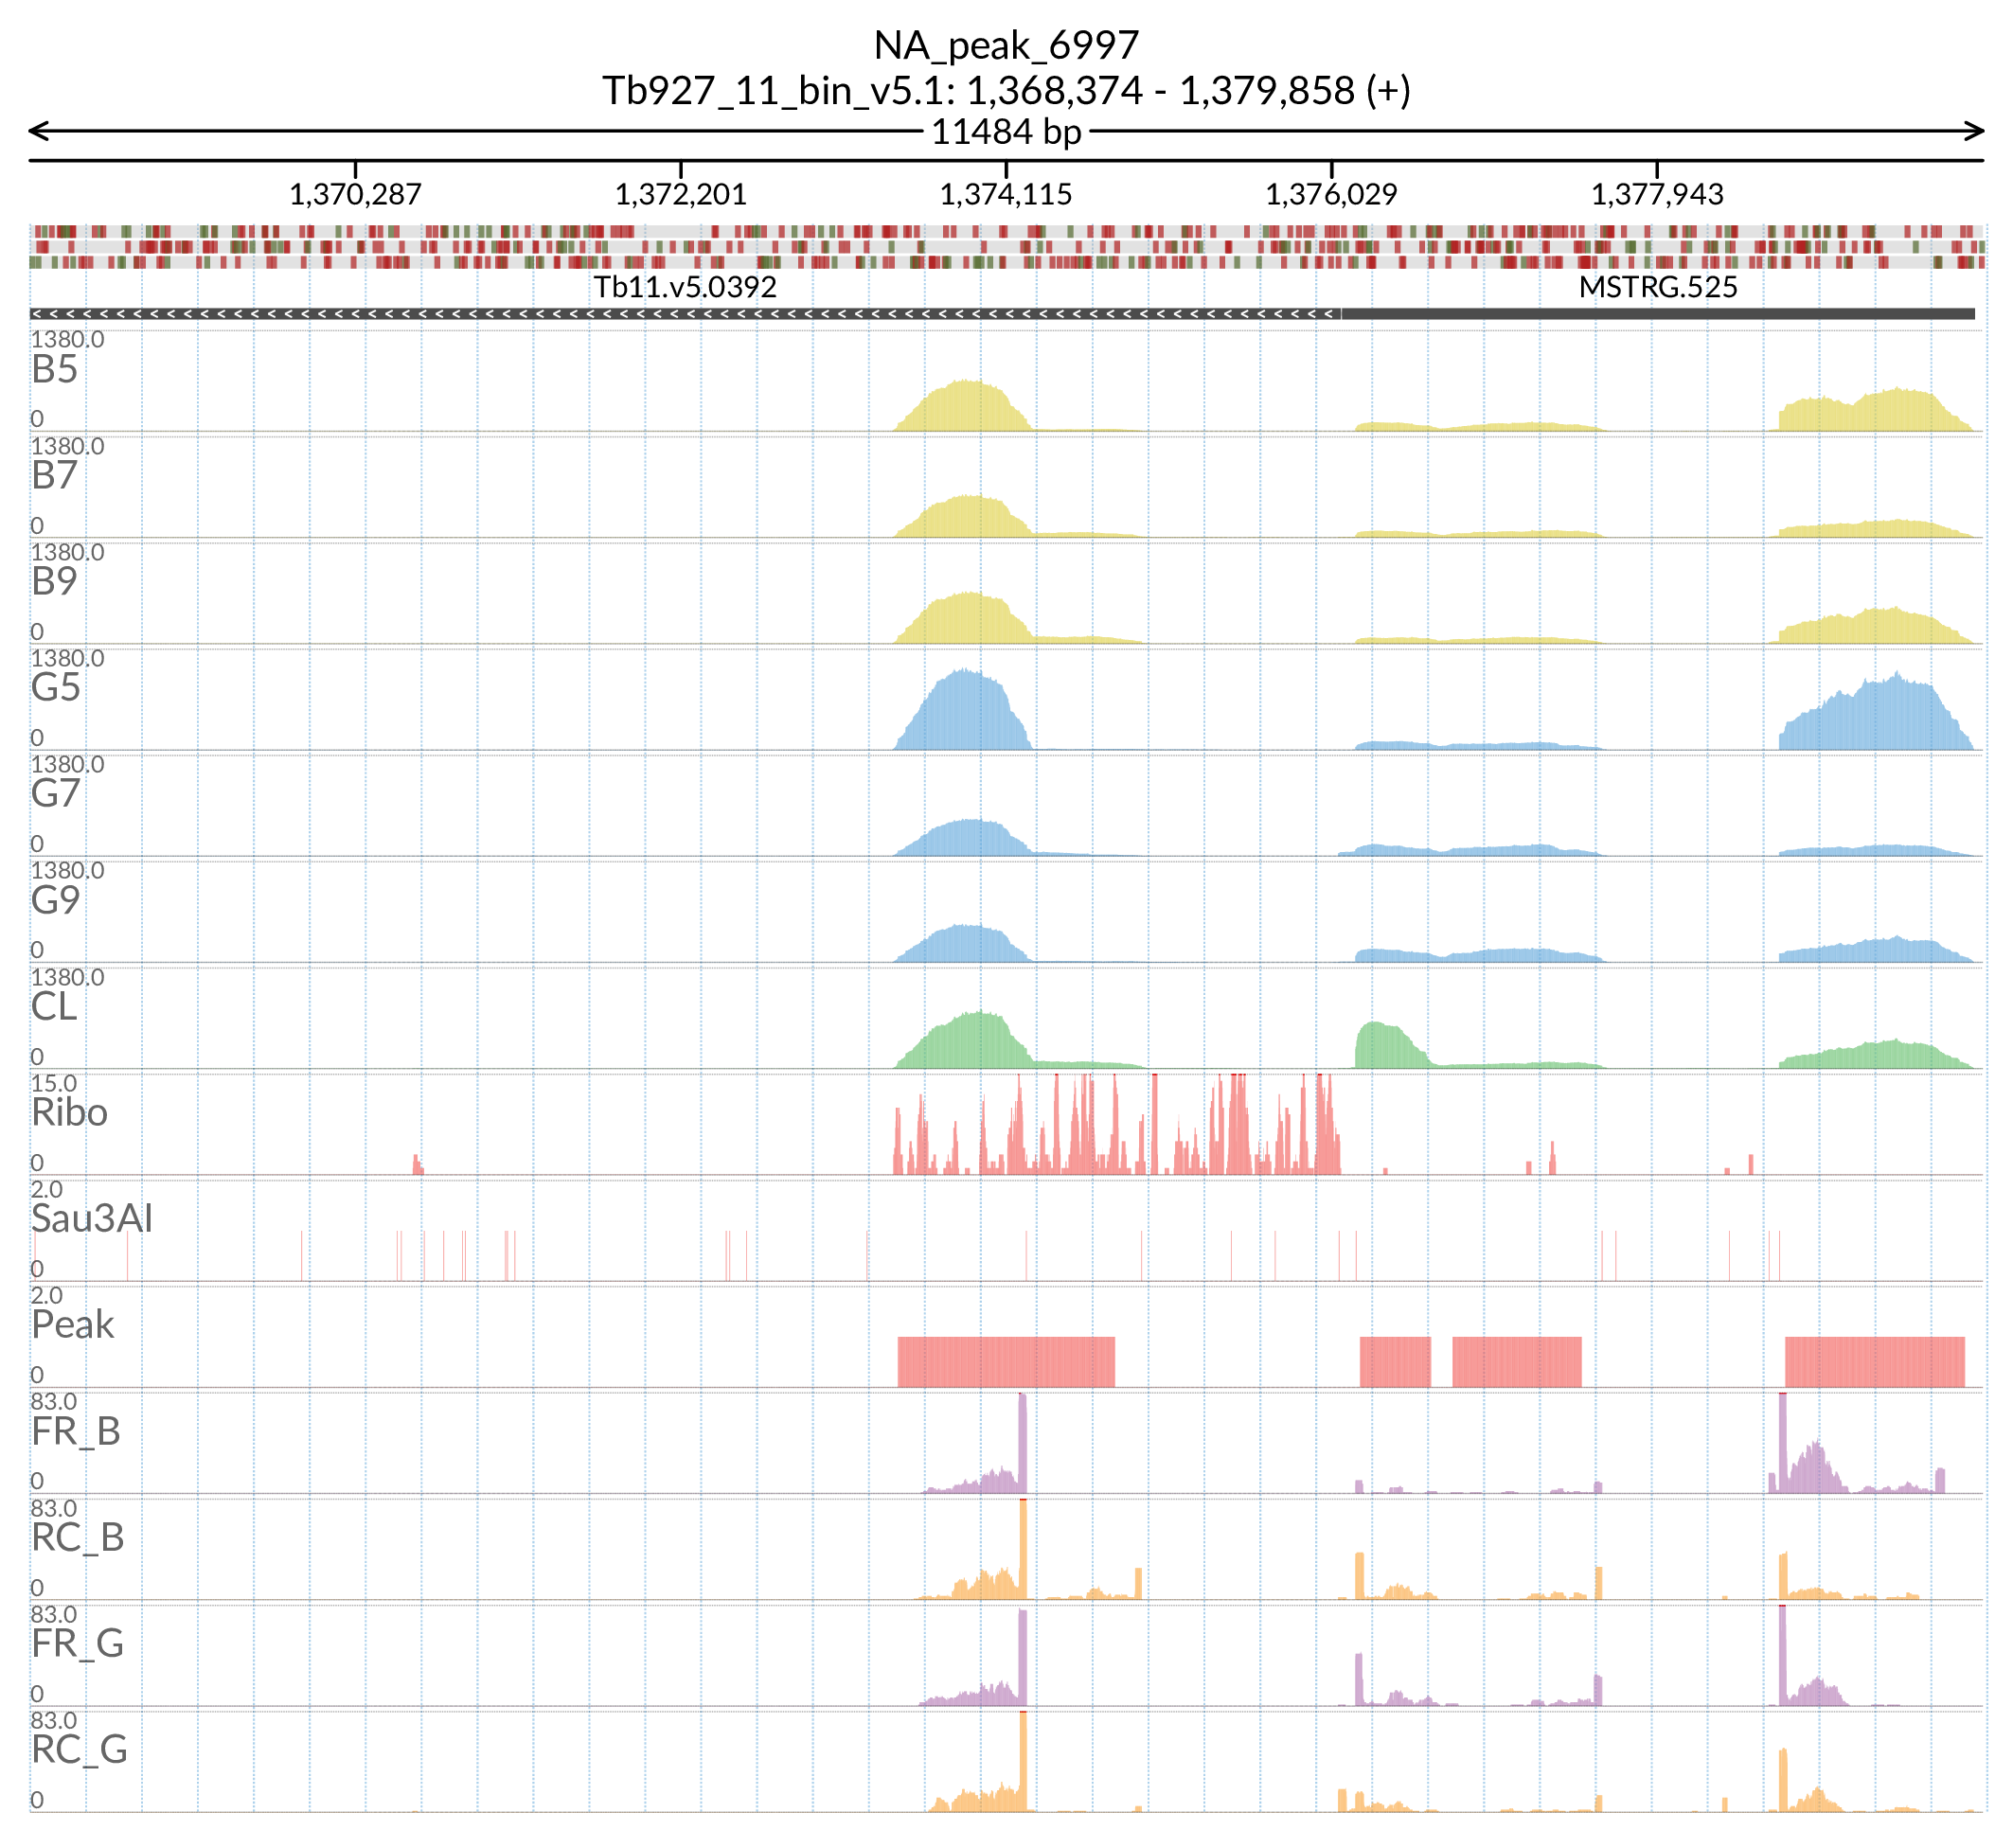 NA_peak_6997
Tb927_11_bin_v5.1: 1,368,374 - 1,379,858 (+)
11484 bp
1,370,287 1,372,201 1,374,115 1,376,029 1,377,943
Tb11.v5.0392 MSTRG.525
1380.0
B5
0
1380.0
B7
0
1380.0
B9
0
1380.0
G5
0
1380.0
G7
0
1380.0
G9
0
1380.0
CL
0
15.0
Ribo
0
2.0
Sau3AI
0
2.0
Peak
0
83.0
FR_B
0
83.0
RC_B
0
83.0
FR_G
0
83.0
RC_G
0